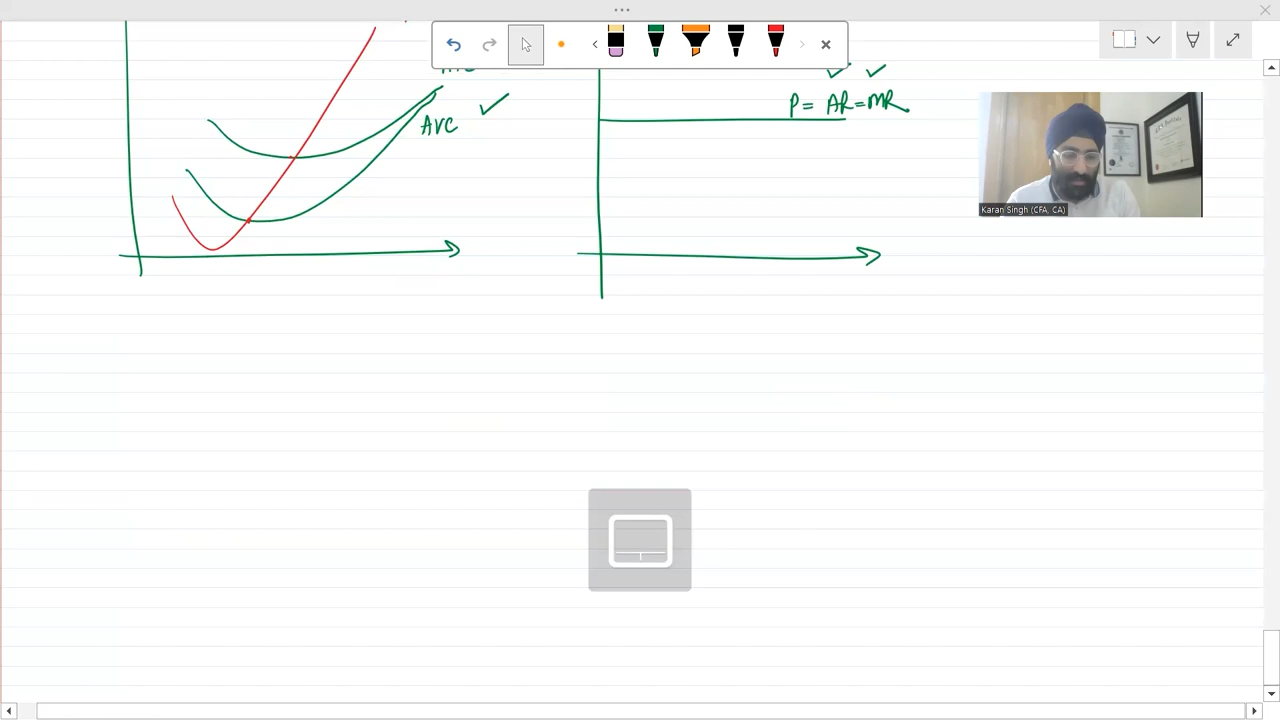 P = AR = MR
AVC
Karan Singh (CFA, CA)